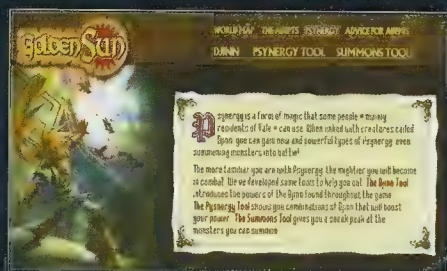 Golden Sun
WORLD MAP THE ADEPTS PSYNERGY ADVICE FOR ADEPTS
DJINN PSYNERGY TOOL SUMMONS TOOL
Psynergy is a form of magic that some people - mainly
residents of Vale - can use. When linked with creatures called
Djinn you can gain new and powerful types of Psynergy even
summoning monsters into battle!
The more familiar you are with Psynergy, the mightier you will become
in combat. We've developed some tools to help you out. The Djinn Tool
introduces the powers of the Djinn found throughout the game
The Psynergy Tool shows you combinations of Djinn that will boost
your power. The Summons Tool gives you a sneak peak at the
monsters you can summon